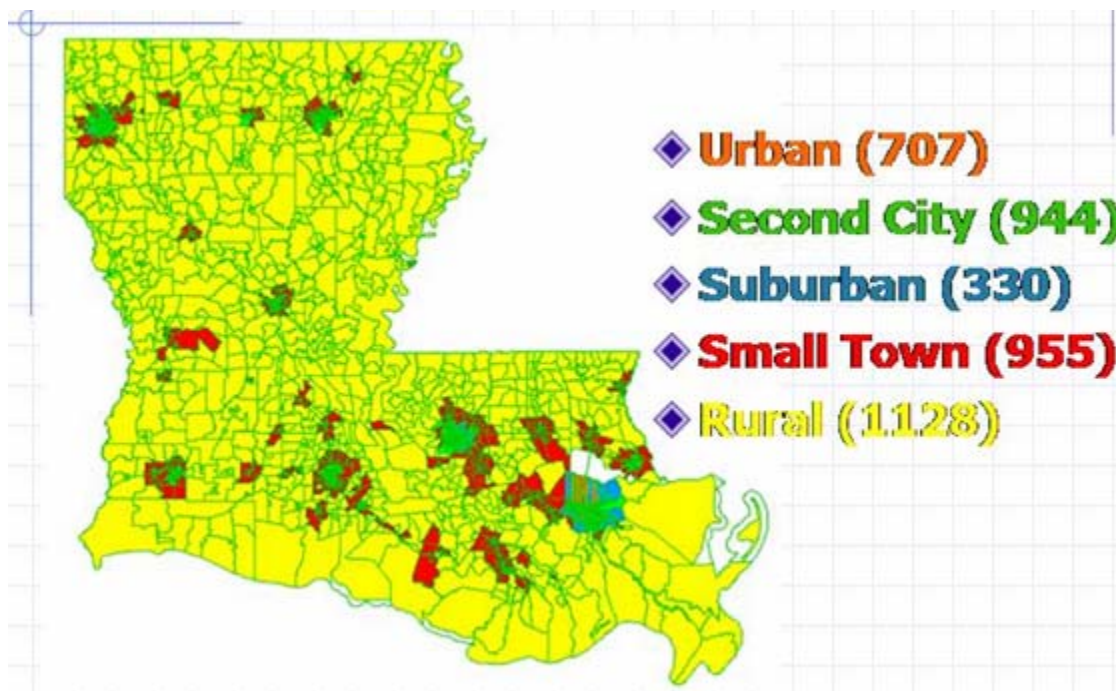 Urban (707)
Second City (944)
Suburban (330)
Small Town (955)
Rural (1128)